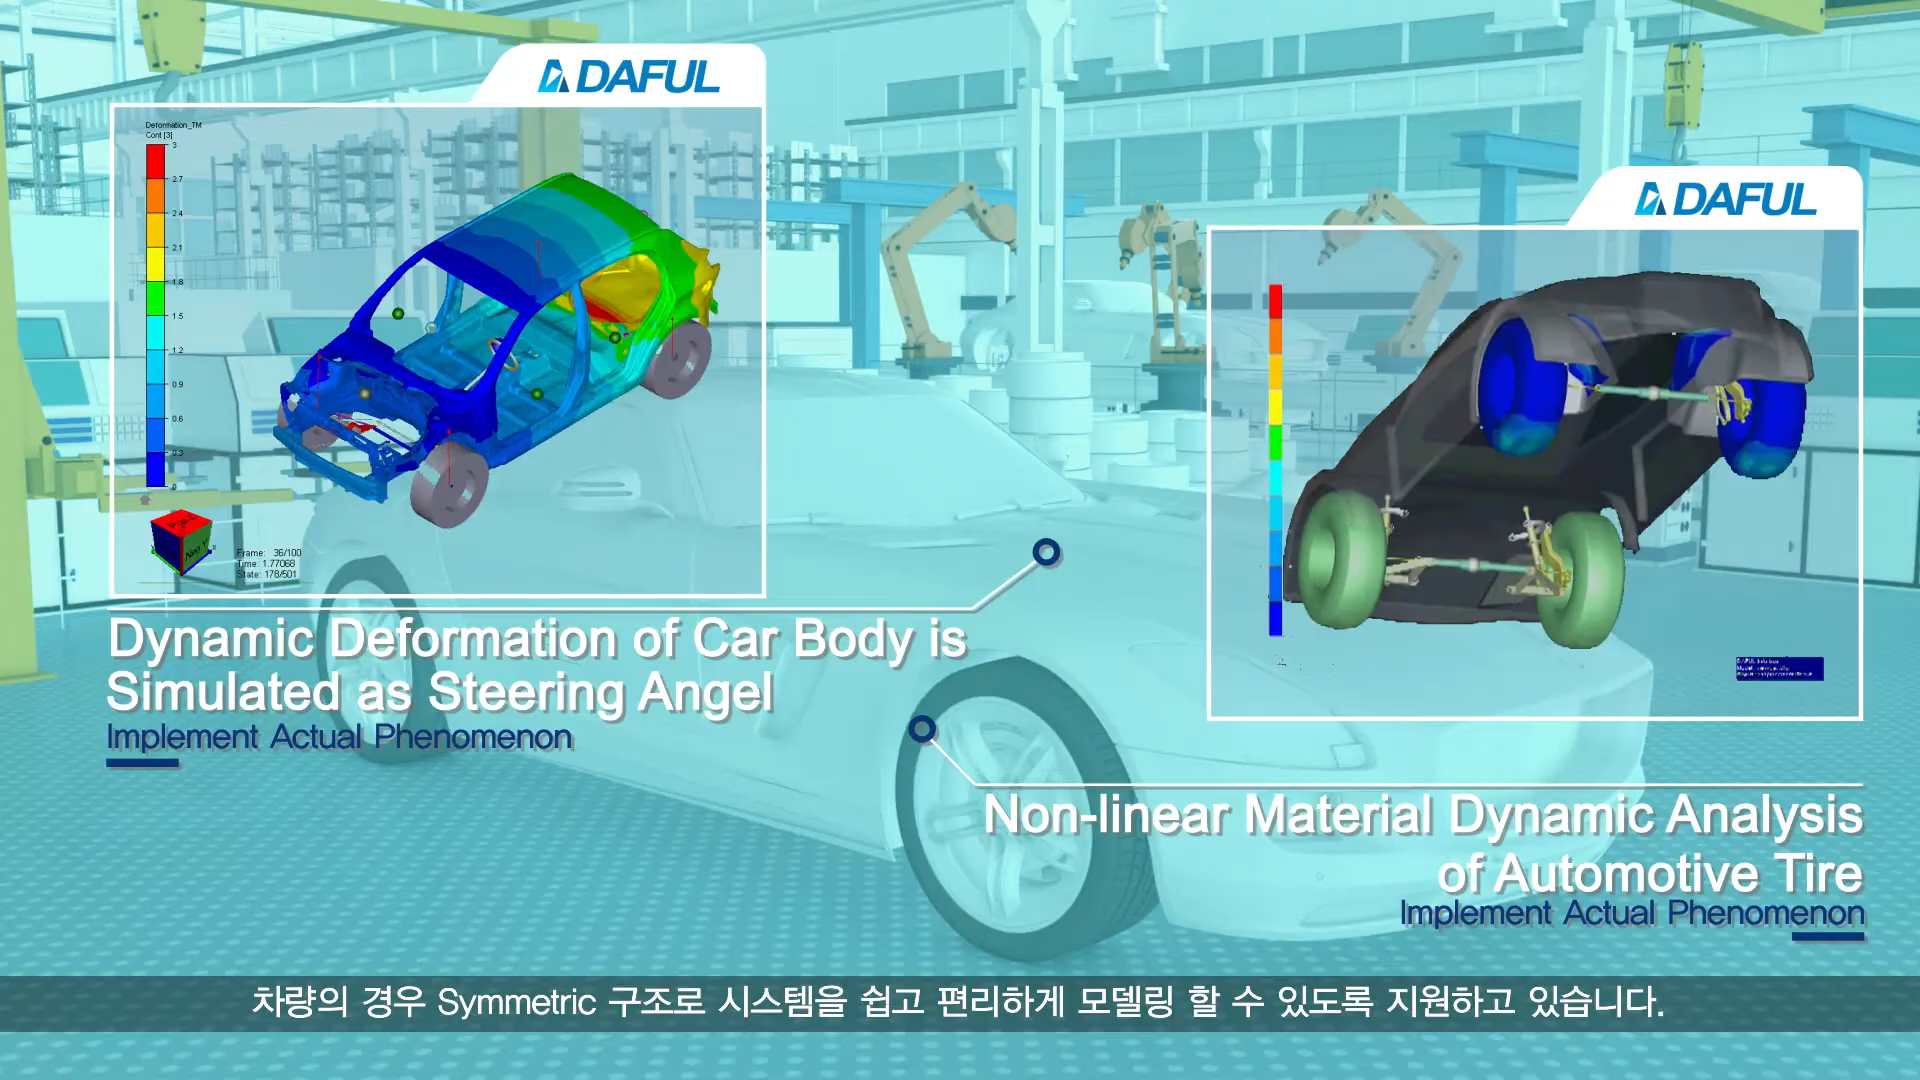 DAFUL
Deformation_TM
Cont [3]
3
2.7
2.4
2.1
1.8
1.5
1.2
0.9
0.6
0.3
0
Frame: 36/100
Time: 1.77068
State: 178/501
Dynamic Deformation of Car Body is
Simulated as Steering Angel
Implement Actual Phenomenon
DAFUL
Non-linear Material Dynamic Analysis
of Automotive Tire
Implement Actual Phenomenon
차량의 경우 Symmetric 구조로 시스템을 쉽고 편리하게 모델링 할 수 있도록 지원하고 있습니다.